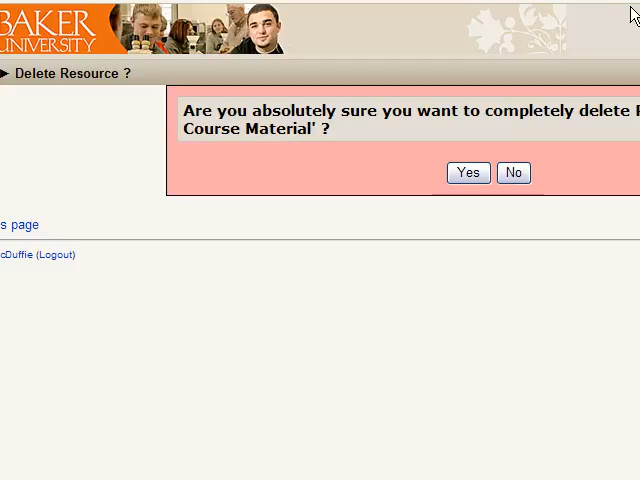 BAKER
UNIVERSITY
► Delete Resource ?
Are you absolutely sure you want to completely delete
Course Material' ?
Yes No
s page
cDuffie (Logout)